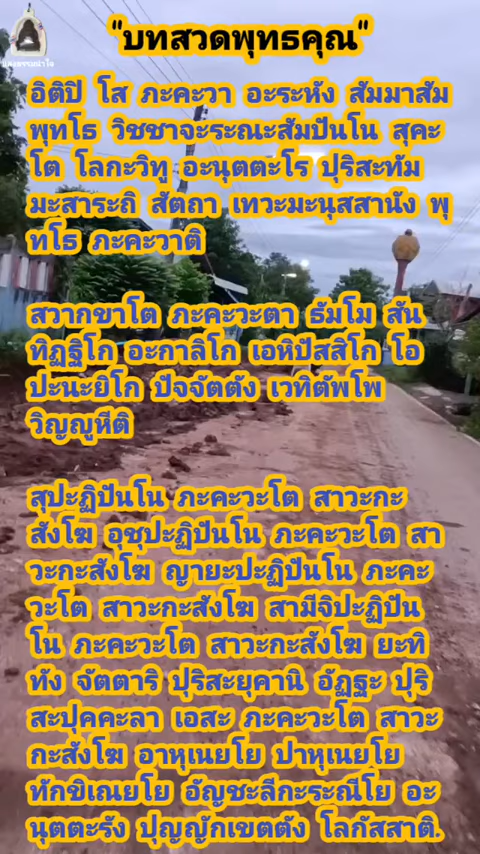 "บทสวดพุทธคุณ"
อิติปิ โส ภะคะวา อะระหัง สัมมาสัม
พุทโธ วิชชาจะระณะสัมปันโน สุคะ
โต โลกะวิทู อะนุตตะโร ปุริสะทัม
มะสาระถิ สัตถา เทวะมะนุสสานัง พุ
ทโธ ภะคะวาติ
สวากขาโต ภะคะวะตา ธัมโม สัน
ทิฏฐิโก อะกาลิโก เอหิปัสสิโก โอ
ปะนะยิโก ปัจจัตตัง เวทิตัพโพ
วิญญูหีติ
สุปะฏิปันโน ภะคะวะโต สาวะกะ
สังโฆ อุชุปะฏิปันโน ภะคะวะโต สา
วะกะสังโฆ ญายะปะฏิปันโน ภะคะ
วะโต สาวะกะสังโฆ สามีจิปะฏิปัน
โน ภะคะวะโต สาวะกะสังโฆ ยะทิ
ทัง จัตตาริ ปุริสะยุคานิ อัฏฐะ ปุริ
สะปุคคะลา เอสะ ภะคะวะโต สาวะ
กะสังโฆ อาหุเนยโย ปาหุเนยโย
ทักขิเณยโย อัญชะลีกะระณีโย อะ
นุตตะรัง ปุญญักเขตตัง โลกัสสาติ.